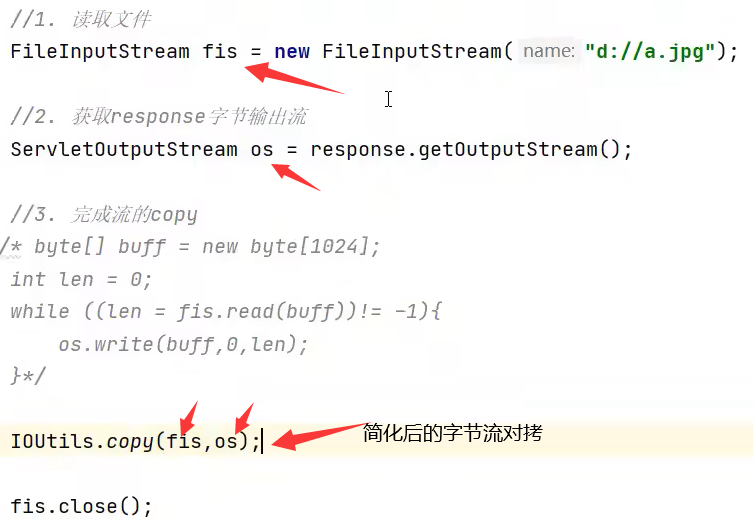 //1. 读取文件
FileInputStream fis = new FileInputStream( name: "d://a.jpg");
//2. 获取response字节输出流
ServletOutputStream os = response.getOutputStream();
//3. 完成流的copy
/* byte[] buff = new byte[1024];
int len = 0;
while ((len = fis.read(buff))!= -1){
os.write(buff,0,len);
}*/
IOUtils.copy(fis,os); 简化后的字节流对拷
fis.close();